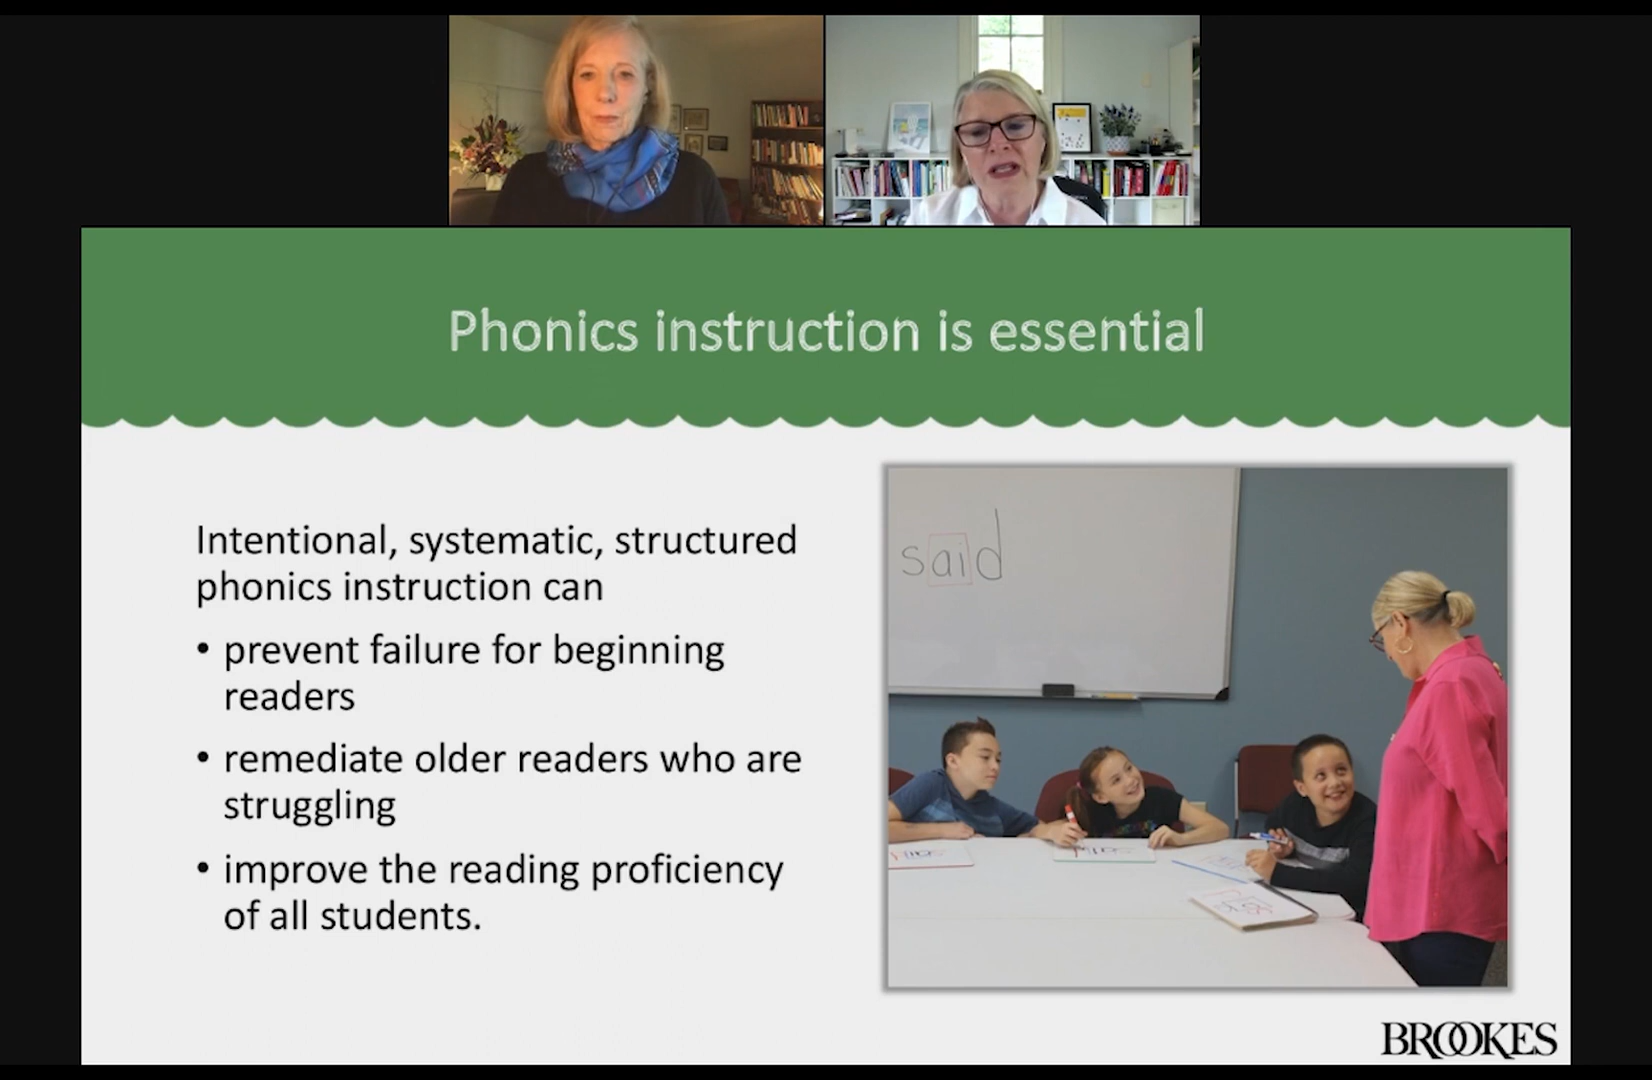 Phonics instruction is essential
Intentional, systematic, structured
phonics instruction can
• prevent failure for beginning
readers
• remediate older readers who are
struggling
• improve the reading proficiency
of all students.
said
BROOKES